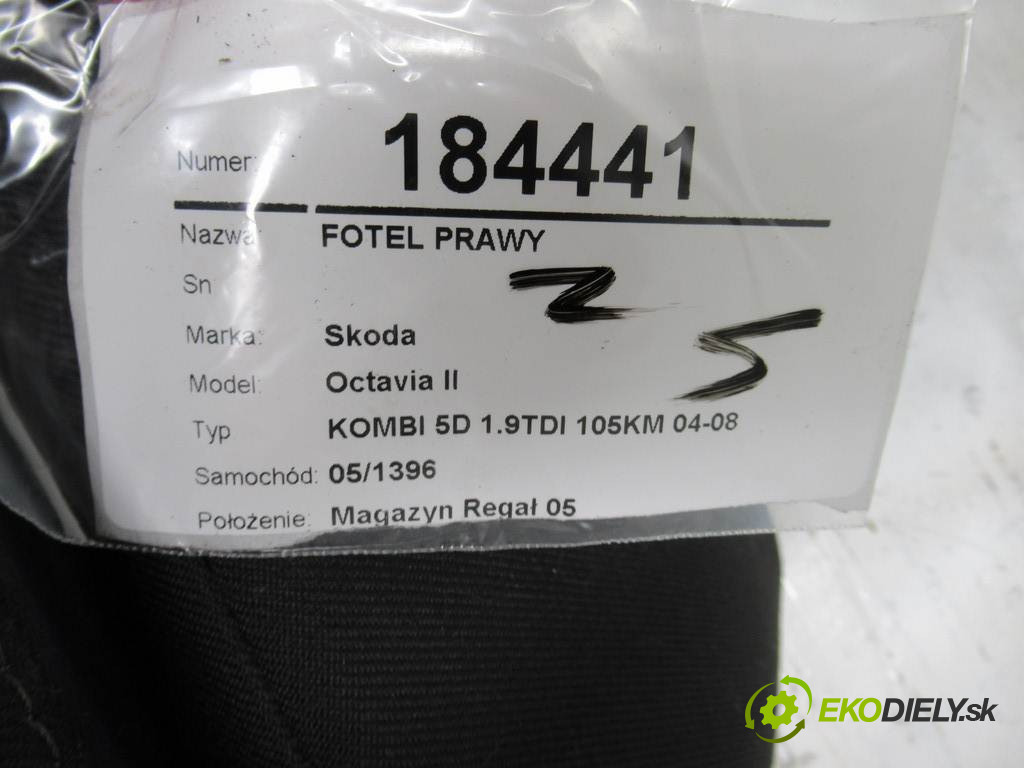 Numer: 184441
Nazwa: FOTEL PRAWY
Sn
Z
5
Marka: Skoda
Model: Octavia II
Typ KOMBI 5D 1.9TDI 105KM 04-08
Samochód: 05/1396
Położenie: Magazyn Regał 05
EKODIELY.sk